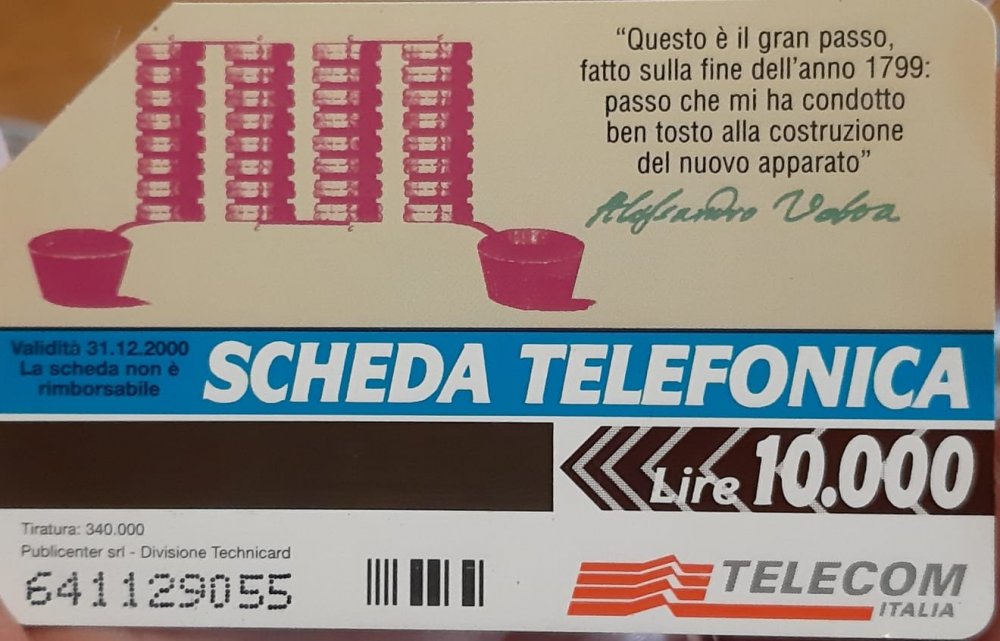 “Questo è il gran passo,
fatto sulla fine dell’anno 1799:
passo che mi ha condotto
ben tosto alla costruzione
del nuovo apparato”
Alessandro Volta
Validità 31.12.2000
La scheda non è
rimborsabile
SCHEDA TELEFONICA
Lire 10.000
Tiratura: 340.000
Publicenter srl - Divisione Technicard
641129055
TELECOM
ITALIA